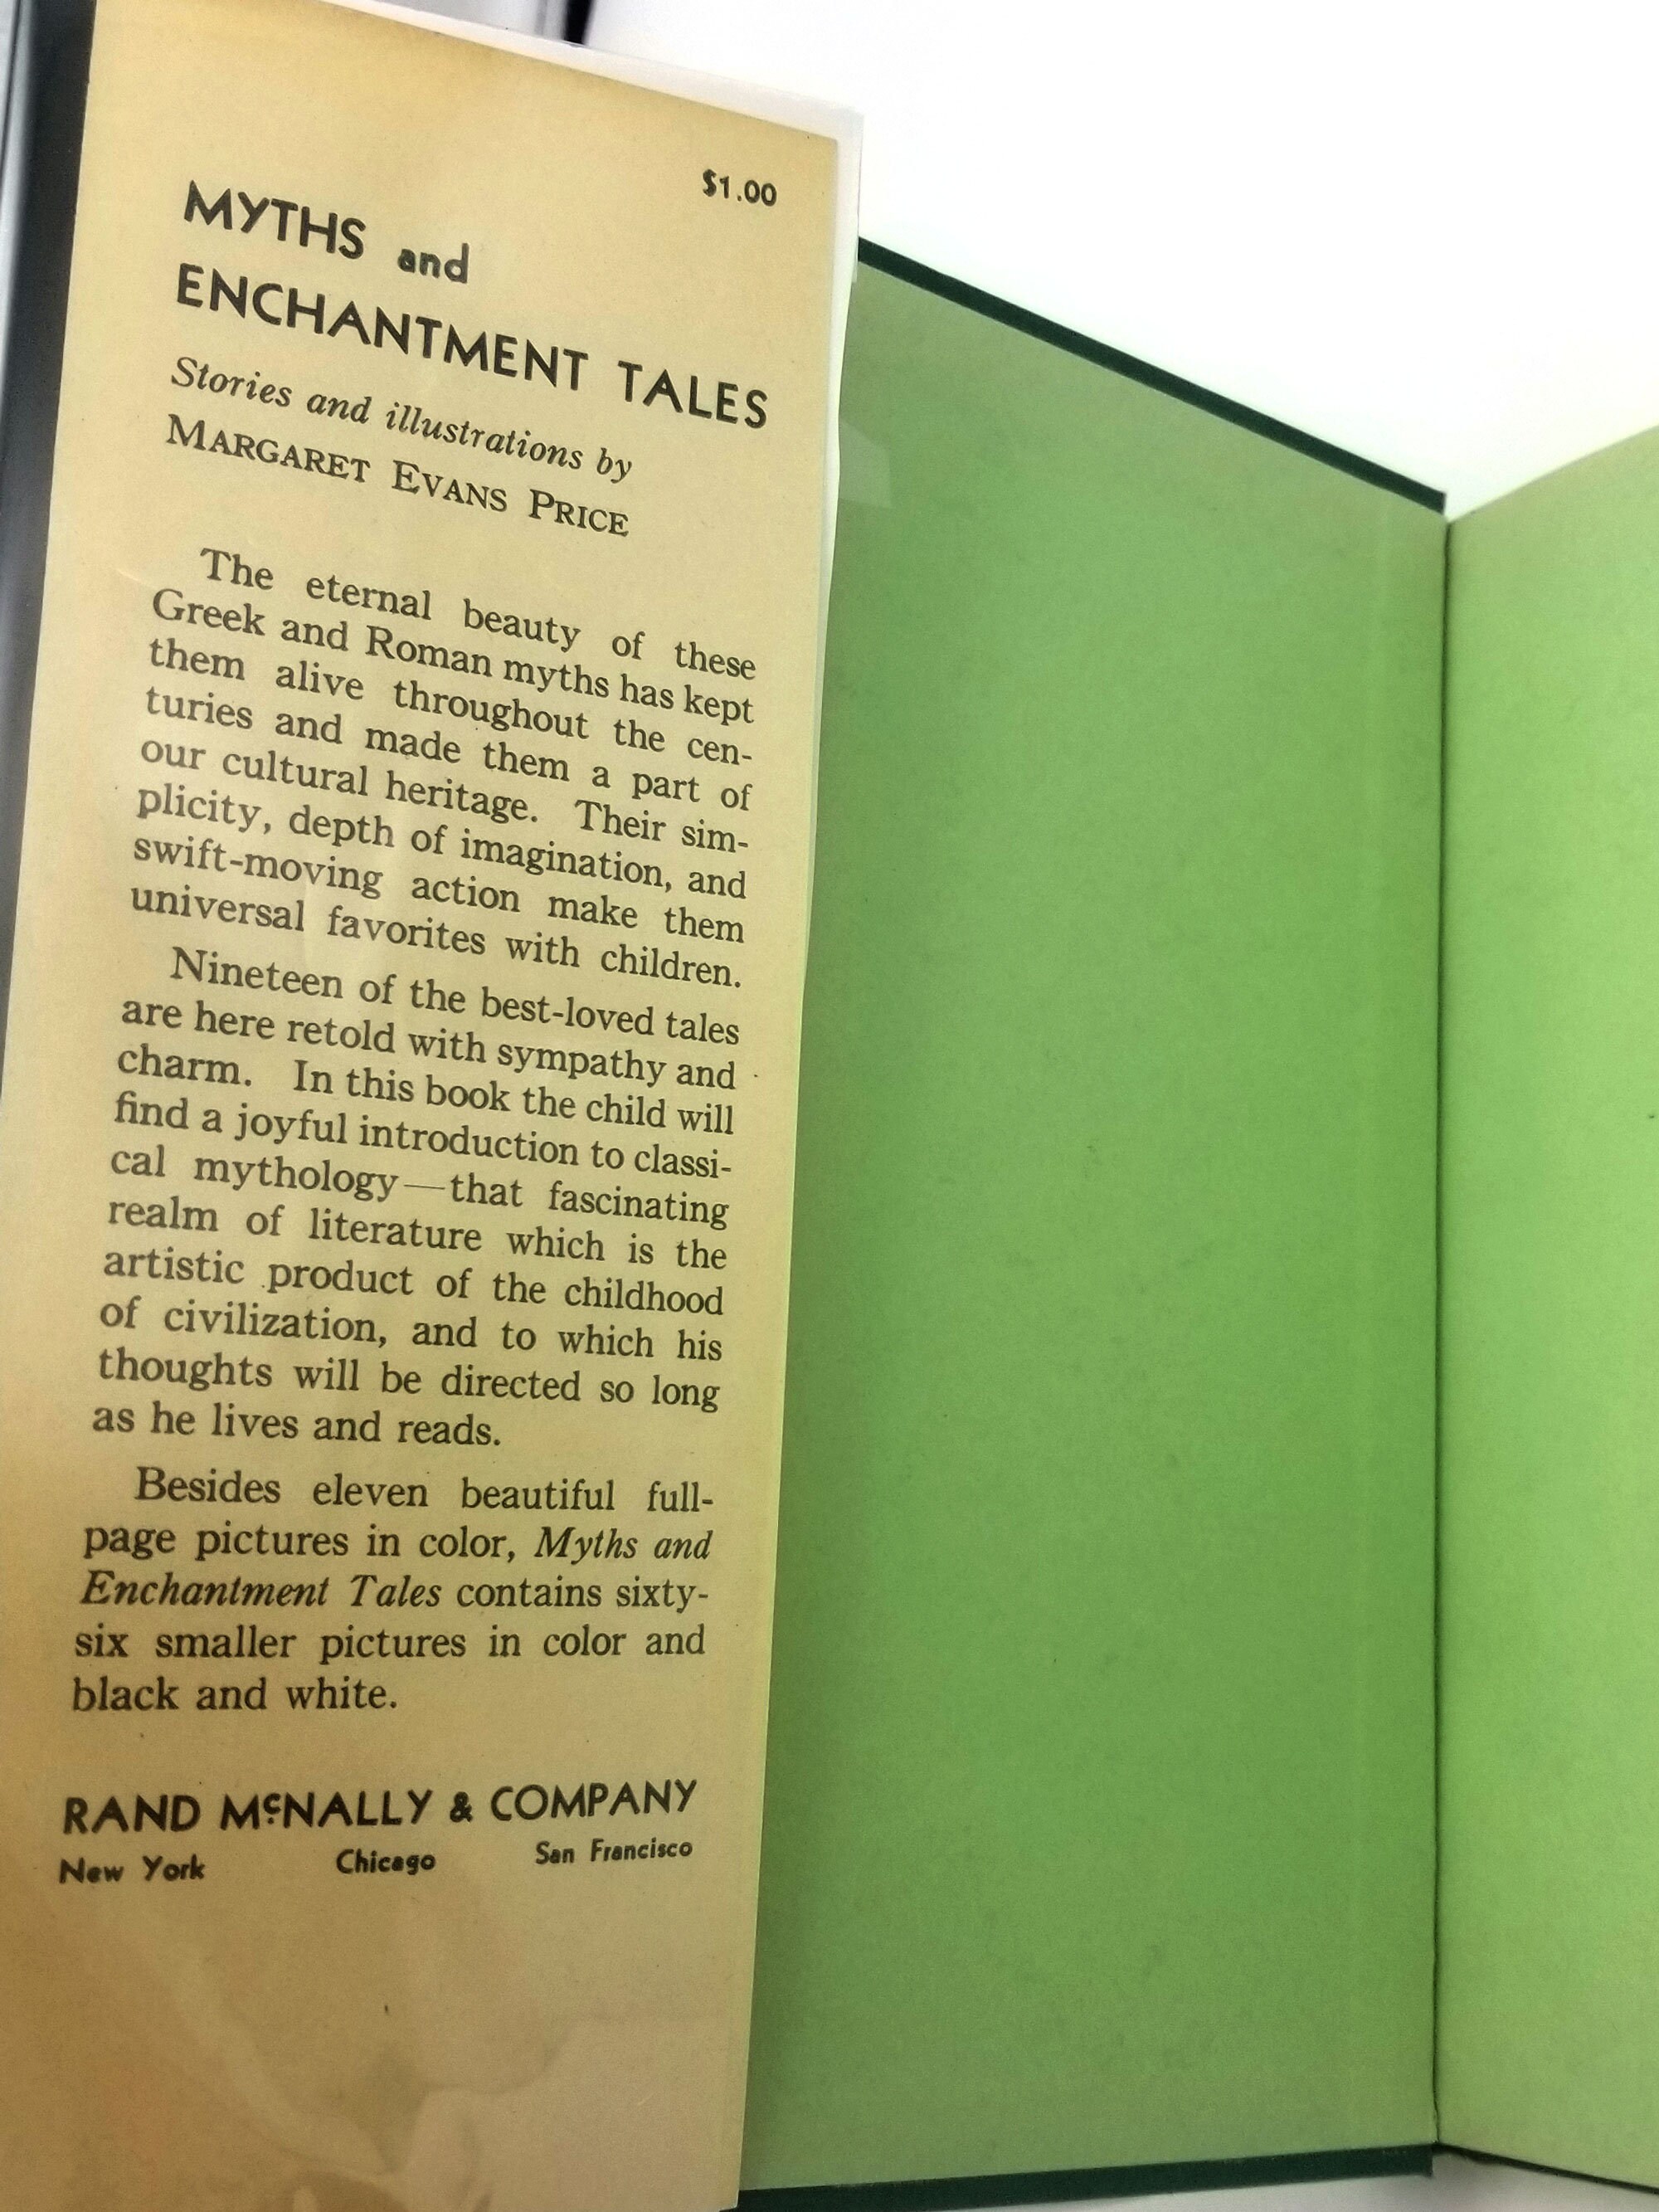 $1.00
MYTHS and
ENCHANTMENT TALES
Stories and illustrations by
MARGARET EVANS PRICE
The eternal beauty of these
Greek and Roman myths has kept
them alive throughout the cen-
turies and made them a part of
our cultural heritage. Their sim-
plicity, depth of imagination, and
swift-moving action make them
universal favorites with children.
Nineteen of the best-loved tales
are here retold with sympathy and
charm. In this book the child will
find a joyful introduction to classi-
cal mythology—that fascinating
realm of literature which is the
artistic product of the childhood
of civilization, and to which his
thoughts will be directed so long
as he lives and reads.
Besides eleven beautiful full-
page pictures in color, Myths and
Enchantment Tales contains sixty-
six smaller pictures in color and
black and white.
RAND McNALLY & COMPANY
New York Chicago San Francisco